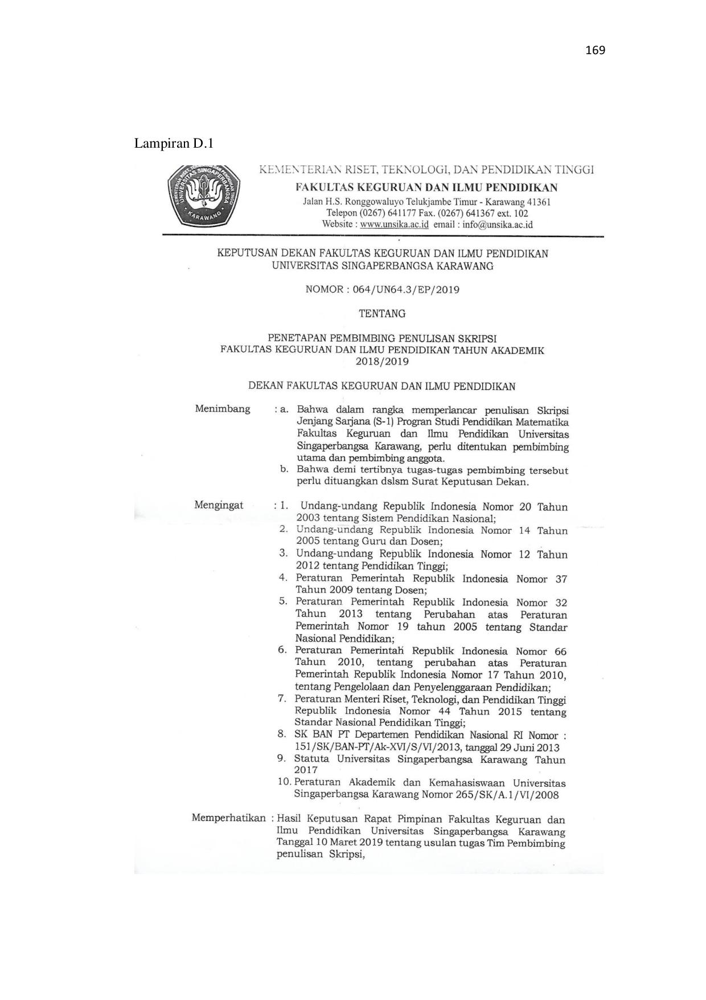 169
Lampiran D.1
UNIVERSITAS SINGAPERBANGSA
KARAWANG
KEMENTERIAN RISET, TEKNOLOGI, DAN PENDIDIKAN TINGGI
FAKULTAS KEGURUAN DAN ILMU PENDIDIKAN
Jalan H.S. Ronggowaluyo Telukjambe Timur - Karawang 41361
Telepon (0267) 641177 Fax. (0267) 641367 ext. 102
Website : www.unsika.ac.id email : info@unsika.ac.id
KEPUTUSAN DEKAN FAKULTAS KEGURUAN DAN ILMU PENDIDIKAN
UNIVERSITAS SINGAPERBANGSA KARAWANG
NOMOR : 064/UN64.3/EP/2019
TENTANG
PENETAPAN PEMBIMBING PENULISAN SKRIPSI
FAKULTAS KEGURUAN DAN ILMU PENDIDIKAN TAHUN AKADEMIK
2018/2019
DEKAN FAKULTAS KEGURUAN DAN ILMU PENDIDIKAN
Menimbang : a. Bahwa dalam rangka memperlancar penulisan Skripsi
Jenjang Sarjana (S-1) Progran Studi Pendidikan Matematika
Fakultas Keguruan dan Ilmu Pendidikan Universitas
Singaperbangsa Karawang, perlu ditentukan pembimbing
utama dan pembimbing anggota.
b. Bahwa demi tertibnya tugas-tugas pembimbing tersebut
perlu dituangkan dslsm Surat Keputusan Dekan.
Mengingat : 1. Undang-undang Republik Indonesia Nomor 20 Tahun
2003 tentang Sistem Pendidikan Nasional;
2. Undang-undang Republik Indonesia Nomor 14 Tahun
2005 tentang Guru dan Dosen;
3. Undang-undang Republik Indonesia Nomor 12 Tahun
2012 tentang Pendidikan Tinggi;
4. Peraturan Pemerintah Republik Indonesia Nomor 37
Tahun 2009 tentang Dosen;
5. Peraturan Pemerintah Republik Indonesia Nomor 32
Tahun 2013 tentang Perubahan atas Peraturan
Pemerintah Nomor 19 tahun 2005 tentang Standar
Nasional Pendidikan;
6. Peraturan Pemerintah Republik Indonesia Nomor 66
Tahun 2010, tentang perubahan atas Peraturan
Pemerintah Republik Indonesia Nomor 17 Tahun 2010,
tentang Pengelolaan dan Penyelenggaraan Pendidikan;
7. Peraturan Menteri Riset, Teknologi, dan Pendidikan Tinggi
Republik Indonesia Nomor 44 Tahun 2015 tentang
Standar Nasional Pendidikan Tinggi;
8. SK BAN PT Departemen Pendidikan Nasional RI Nomor :
151/SK/BAN-PT/Ak-XVI/S/VI/2013, tanggal 29 Juni 2013
9. Statuta Universitas Singaperbangsa Karawang Tahun
2017
10. Peraturan Akademik dan Kemahasiswaan Universitas
Singaperbangsa Karawang Nomor 265/SK/A.1/VI/2008
Memperhatikan : Hasil Keputusan Rapat Pimpinan Fakultas Keguruan dan
Ilmu Pendidikan Universitas Singaperbangsa Karawang
Tanggal 10 Maret 2019 tentang usulan tugas Tim Pembimbing
penulisan Skripsi,